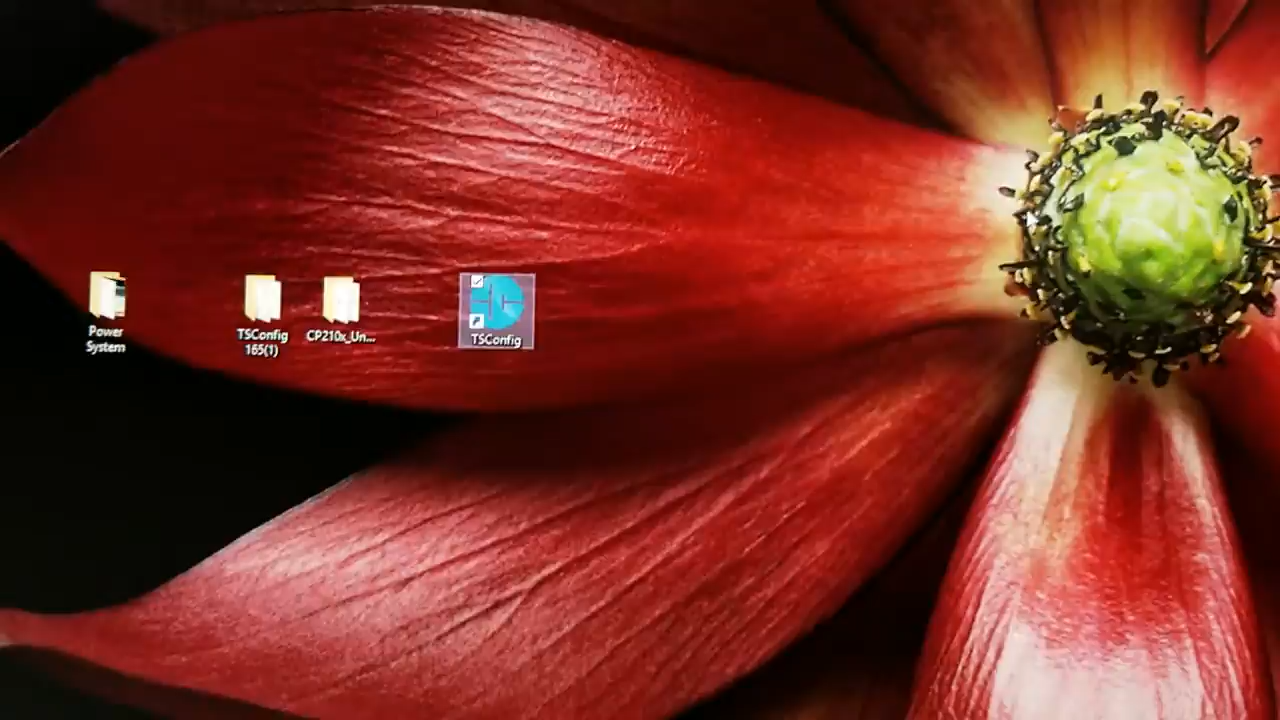 Power
System
TSConfig
165(1)
CP210x_Un...
TSConfig